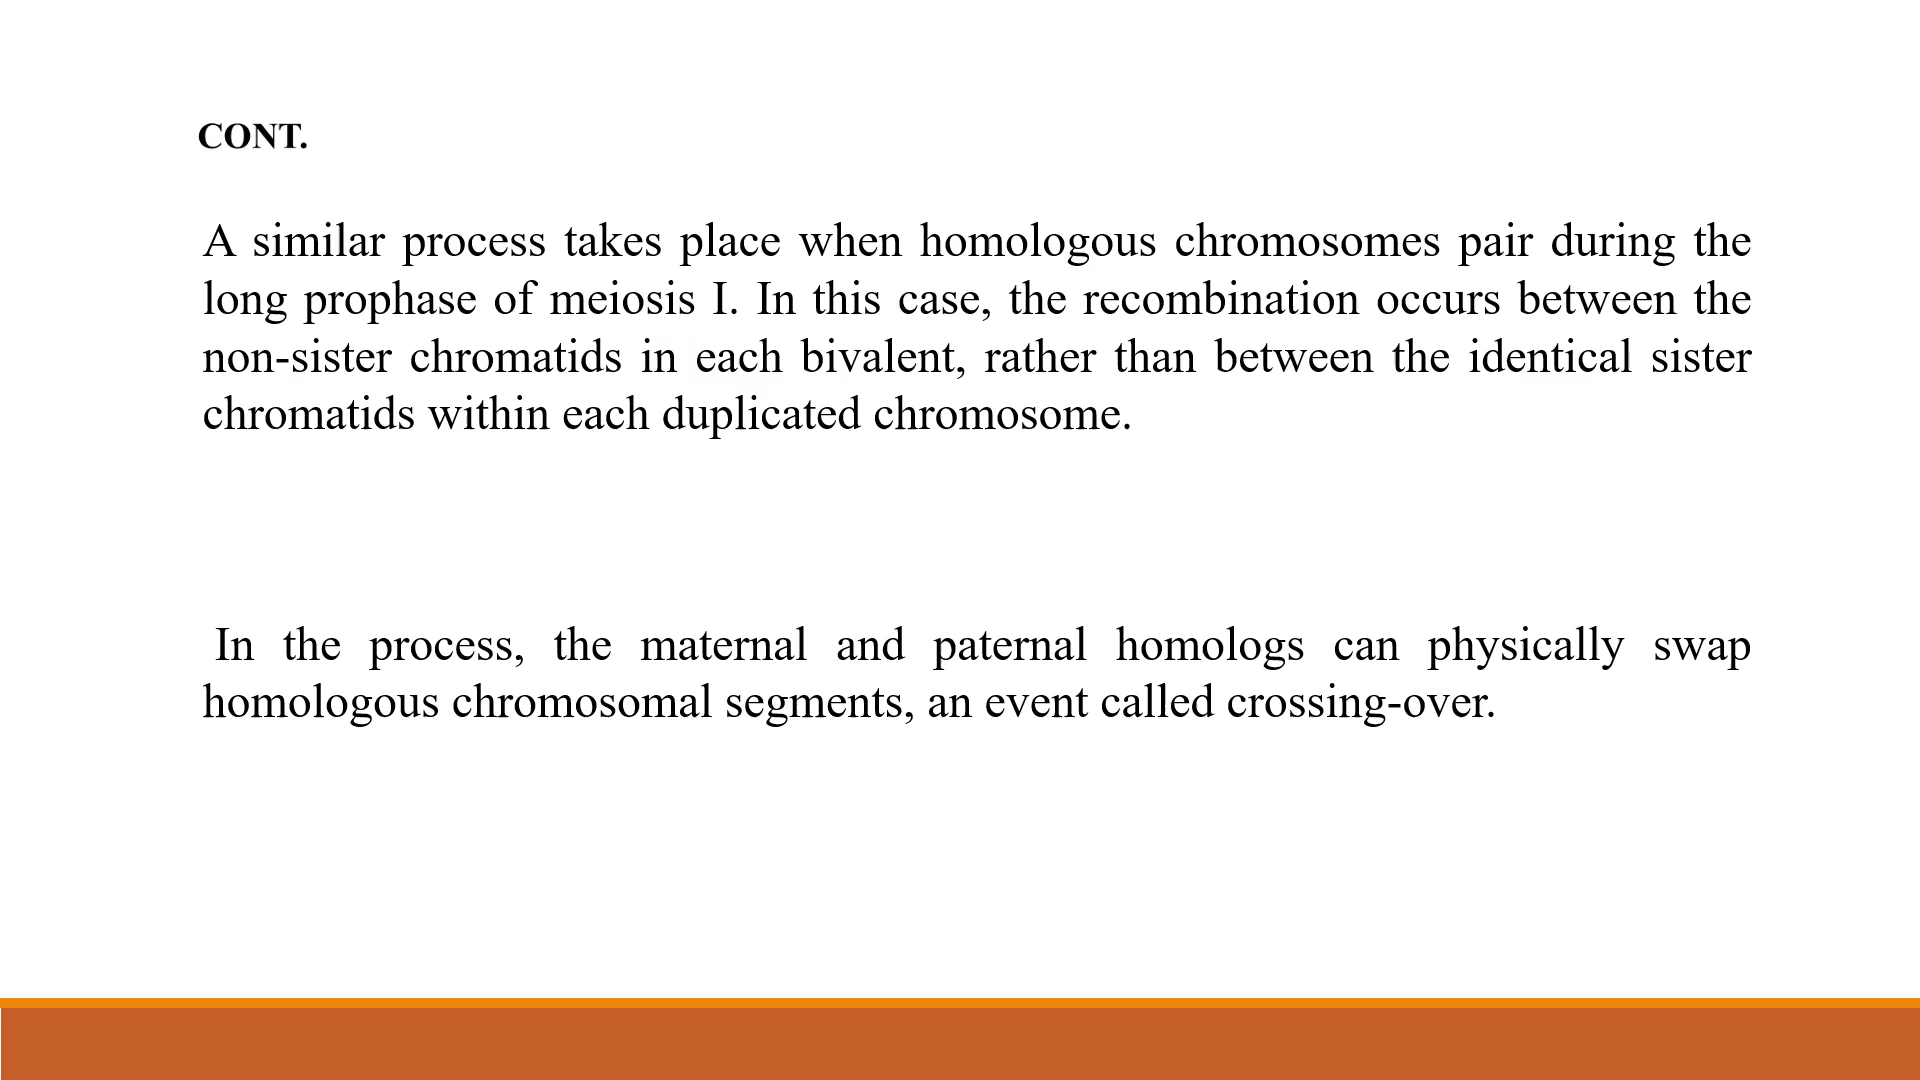 CONT.
A similar process takes place when homologous chromosomes pair during the
long prophase of meiosis I. In this case, the recombination occurs between the
non-sister chromatids in each bivalent, rather than between the identical sister
chromatids within each duplicated chromosome.
In the process, the maternal and paternal homologs can physically swap
homologous chromosomal segments, an event called crossing-over.